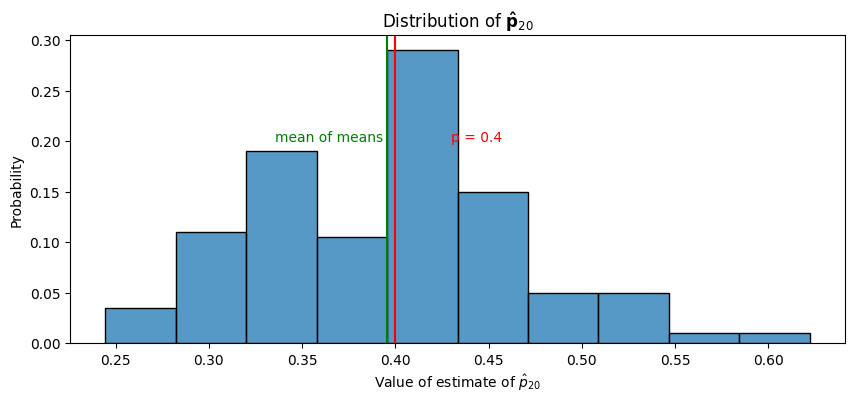 Distribution of p̂₂₀
0.30
0.25
0.20
0.15
0.10
0.05
0.00
Probability
mean of means
p = 0.4
0.25 0.30 0.35 0.40 0.45 0.50 0.55 0.60
Value of estimate of p̂₂₀